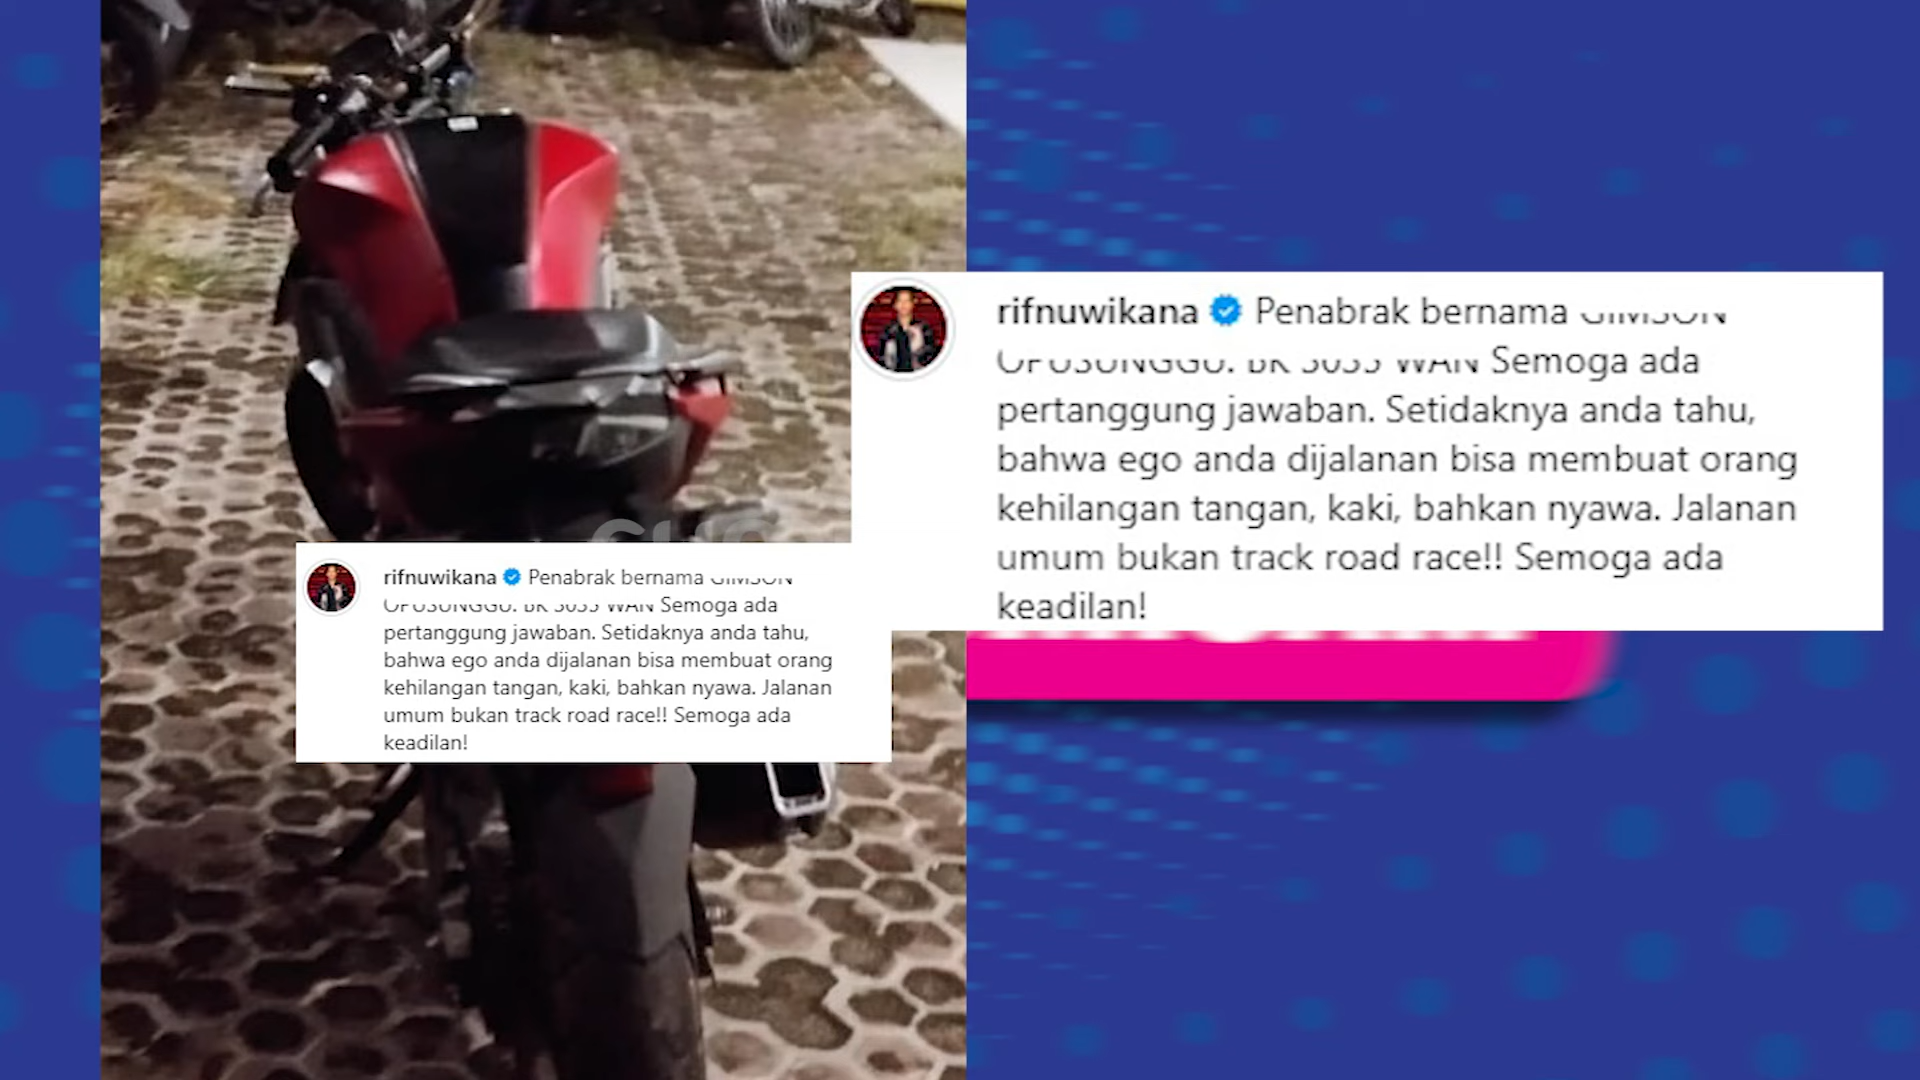 rifnuwikana Penabrak bernama
Semoga ada
pertanggung jawaban. Setidaknya anda tahu,
bahwa ego anda dijalanan bisa membuat orang
kehilangan tangan, kaki, bahkan nyawa. Jalanan
umum bukan track road race!! Semoga ada
keadilan!
rifnuwikana Penabrak bernama
Semoga ada
pertanggung jawaban. Setidaknya anda tahu,
bahwa ego anda dijalanan bisa membuat orang
kehilangan tangan, kaki, bahkan nyawa. Jalanan
umum bukan track road race!! Semoga ada
keadilan!